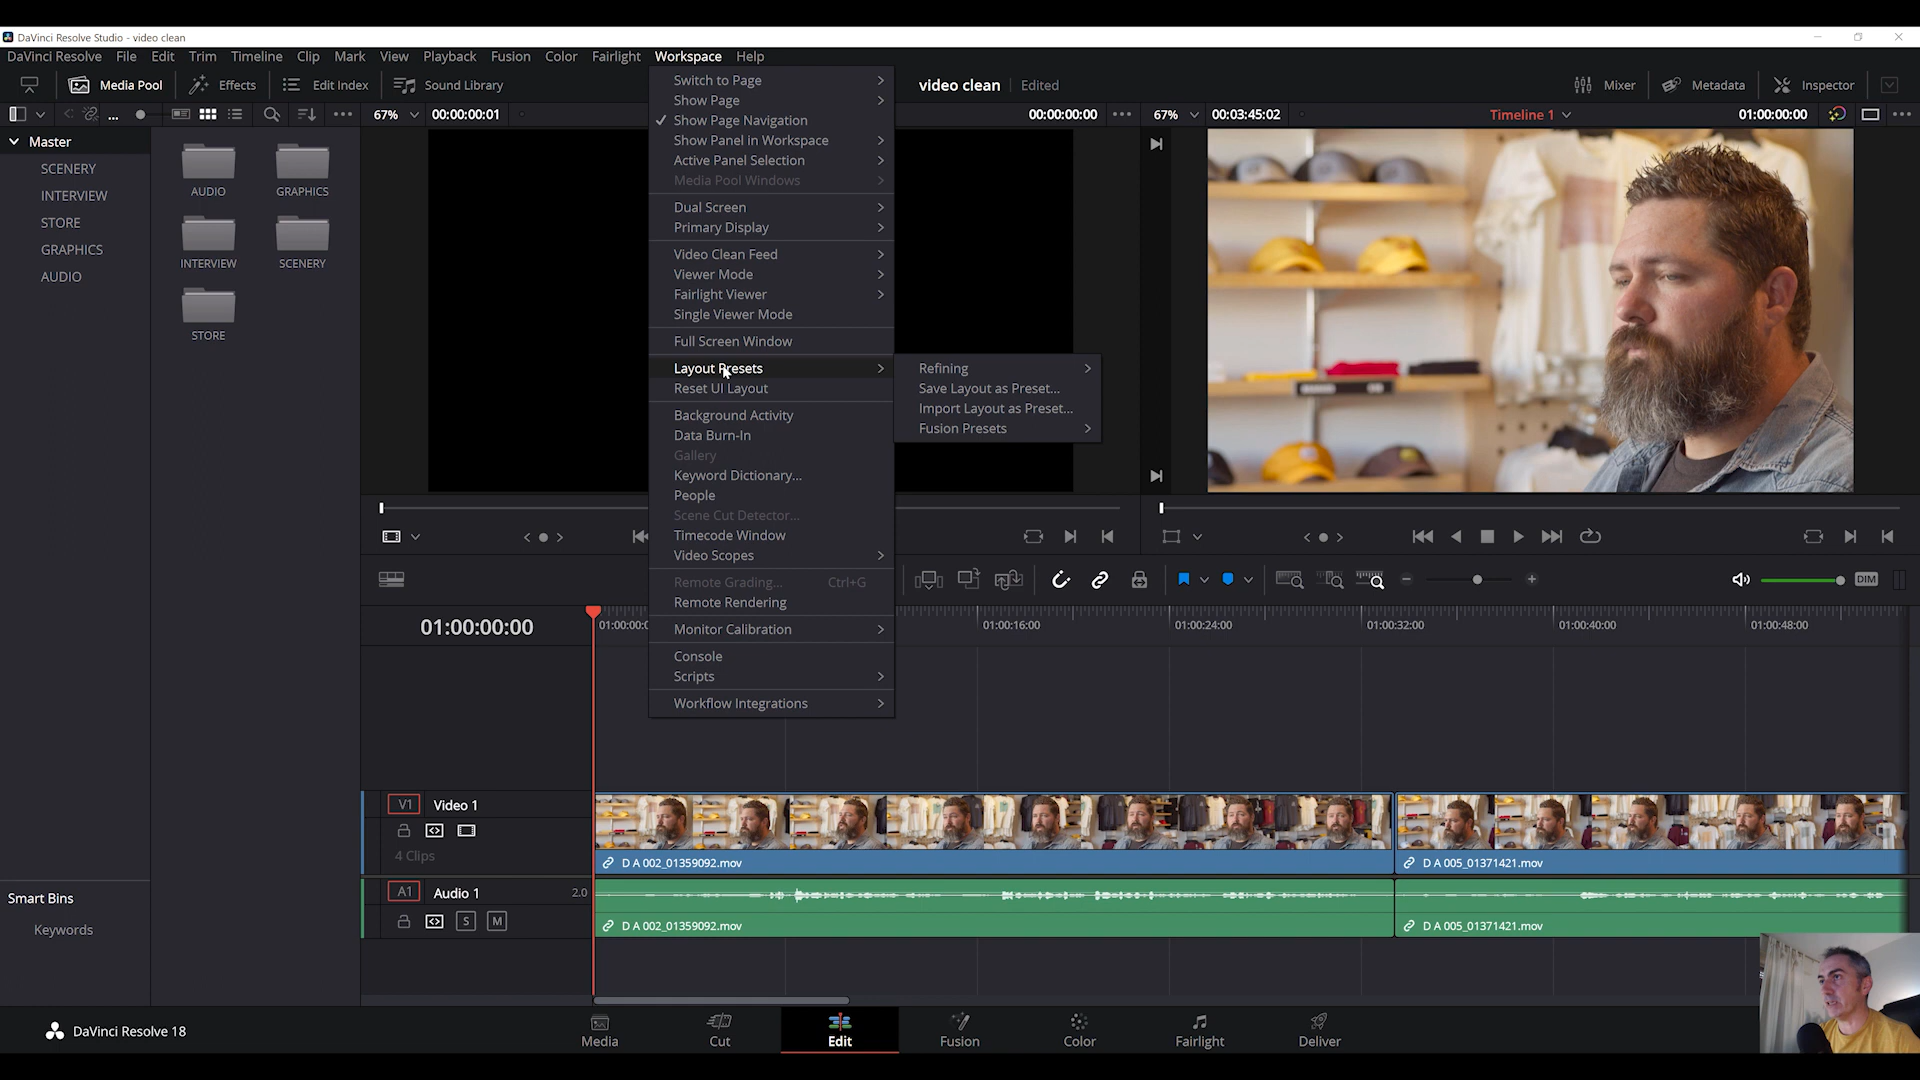 DaVinci Resolve Studio - video clean
DaVinci Resolve File Edit Trim Timeline Clip Mark View Playback Fusion Color Fairlight Workspace Help
Media Pool Effects Edit Index Sound Library video clean Edited Mixer Metadata Inspector
... 67% 00:00:00:01 00:00:00:00 67% 00:03:45:02 Timeline 1 01:00:00:00
Master
SCENERY
INTERVIEW
STORE
GRAPHICS
AUDIO
AUDIO GRAPHICS
INTERVIEW SCENERY
STORE
Switch to Page
Show Page
Show Page Navigation
Show Panel in Workspace
Active Panel Selection
Media Pool Windows
Dual Screen
Primary Display
Video Clean Feed
Viewer Mode
Fairlight Viewer
Single Viewer Mode
Full Screen Window
Layout Presets
Reset UI Layout
Background Activity
Data Burn-In
Gallery
Keyword Dictionary...
People
Scene Cut Detector...
Timecode Window
Video Scopes
Remote Grading... Ctrl+G
Remote Rendering
Monitor Calibration
Console
Scripts
Workflow Integrations
Refining
Save Layout as Preset...
Import Layout as Preset...
Fusion Presets
DIM
01:00:00:00 01:00:00:0 01:00:16:00 01:00:24:00 01:00:32:00 01:00:40:00 01:00:48:00
V1 Video 1
4 Clips
D A 002_01359092.mov D A 005_01371421.mov
A1 Audio 1 2.0
S M
D A 002_01359092.mov D A 005_01371421.mov
Smart Bins
Keywords
DaVinci Resolve 18
Media Cut Edit Fusion Color Fairlight Deliver